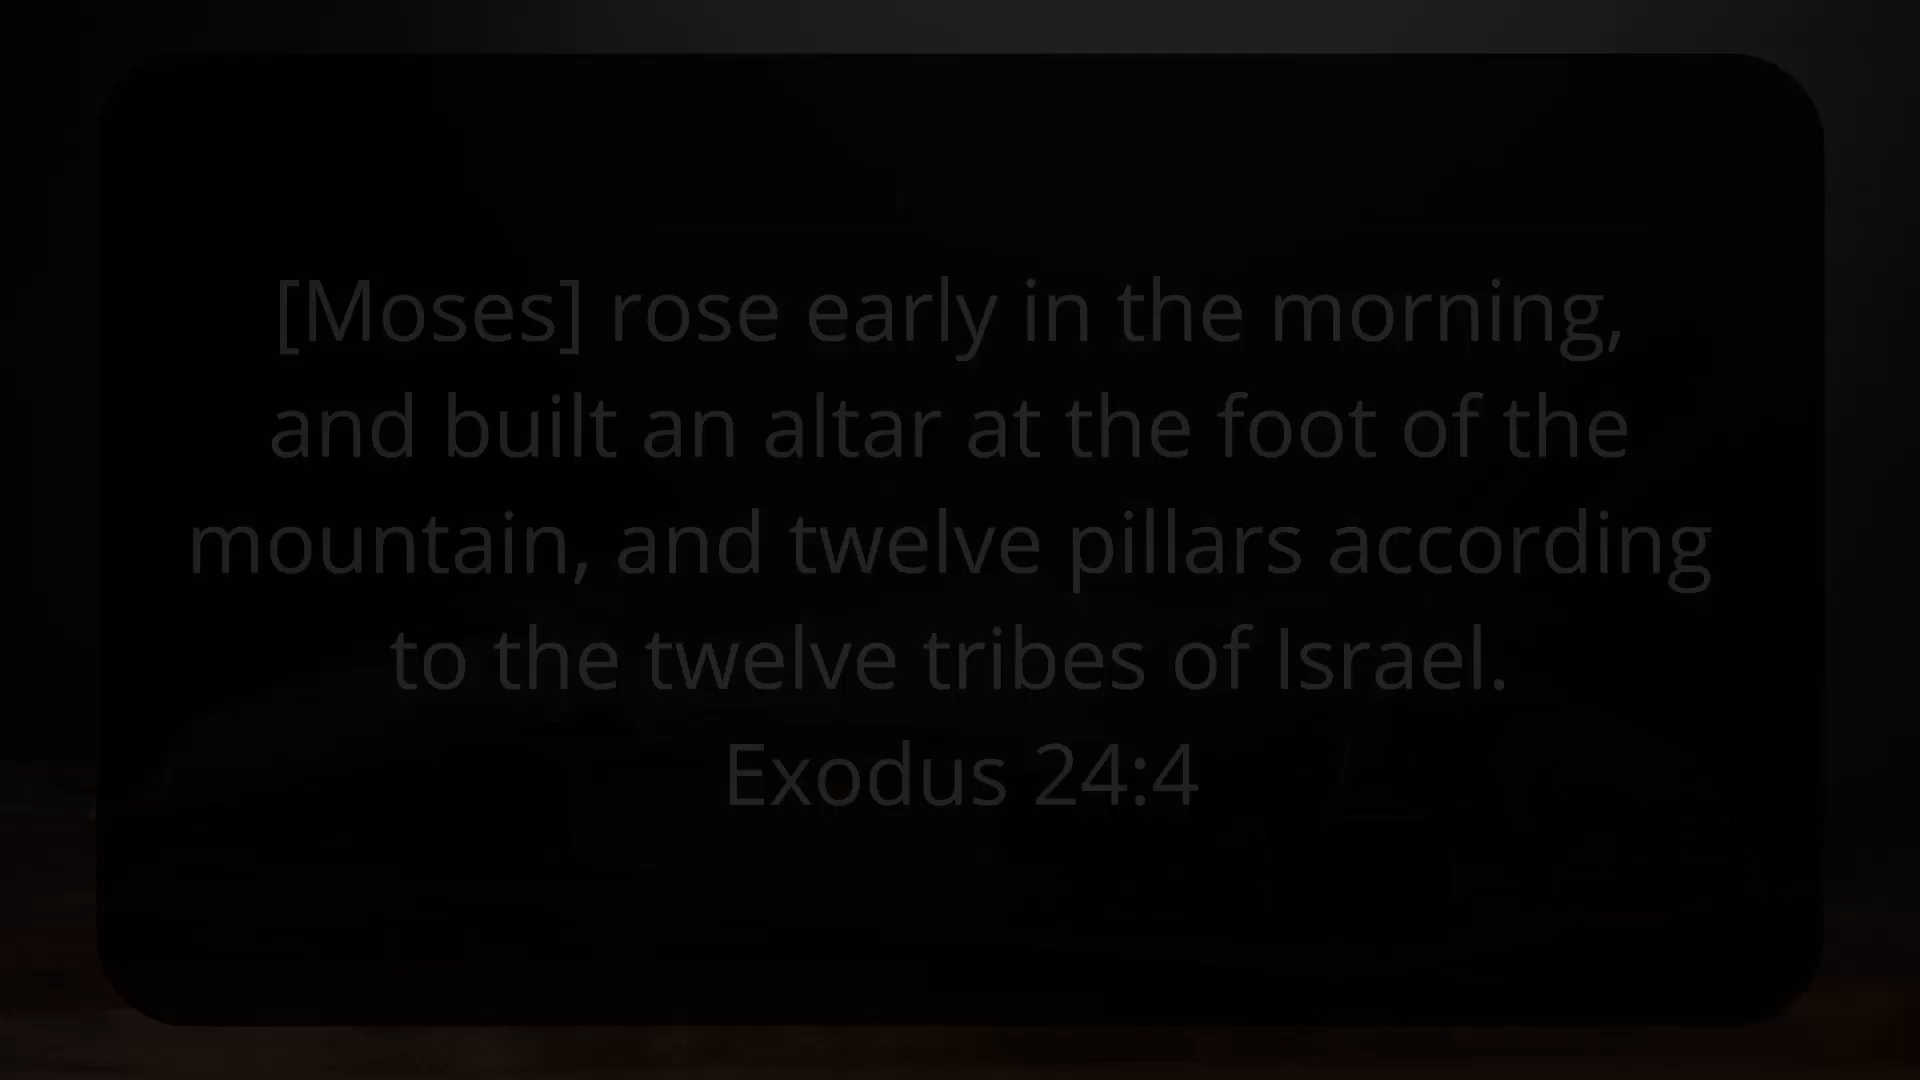 [Moses] rose early in the morning,
and built an altar at the foot of the
mountain, and twelve pillars according
to the twelve tribes of Israel.
Exodus 24:4